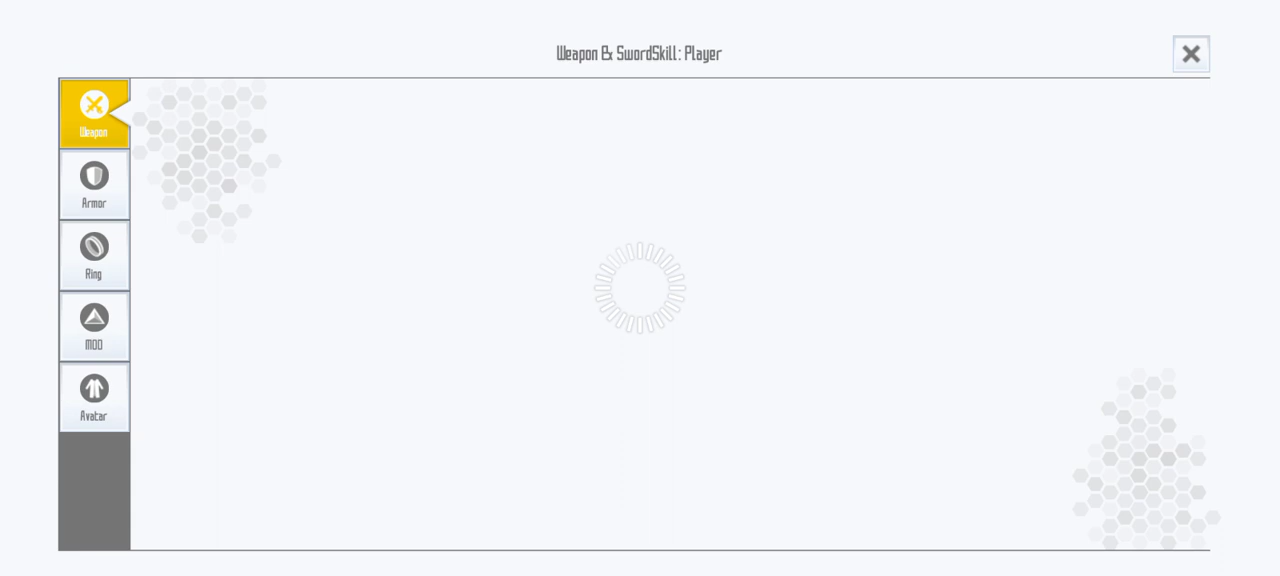 Weapon & SwordSkill: Player
Weapon
Armor
Ring
MOD
Avatar